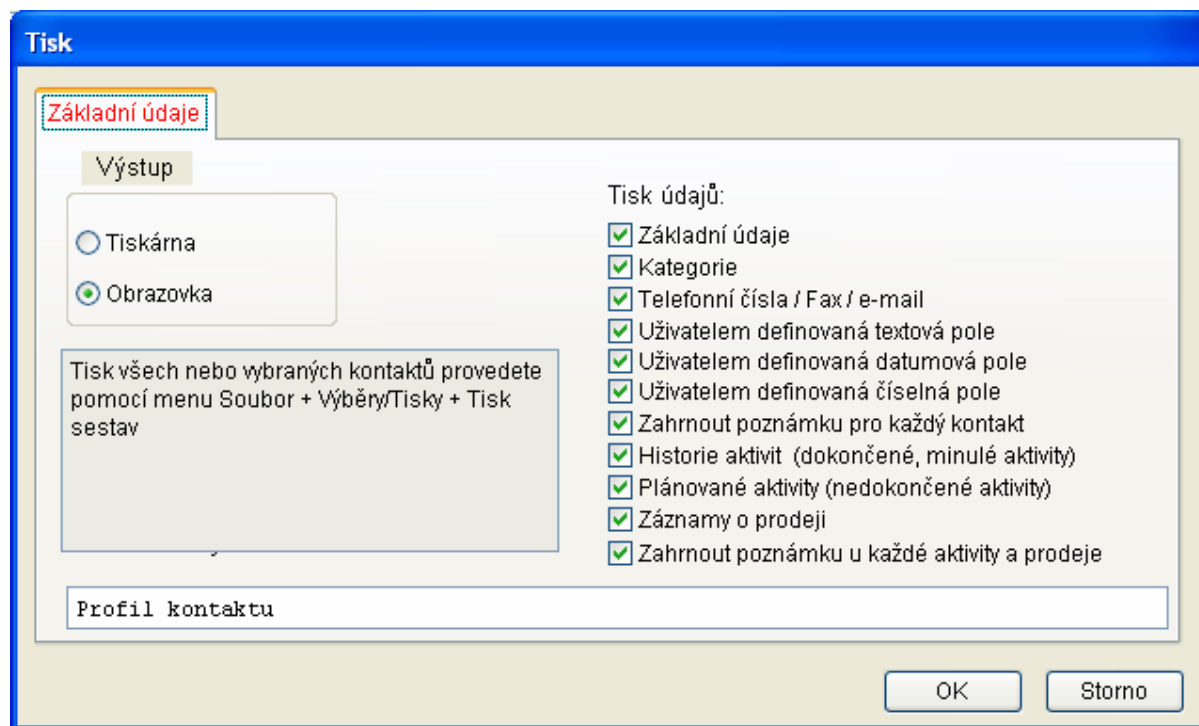 Tisk
Základní údaje
Výstup
Tiskárna
Obrazovka
Tisk všech nebo vybraných kontaktů provedete
pomocí menu Soubor + Výběry/Tisky + Tisk
sestav
Tisk údajů:
Základní údaje
Kategorie
Telefonní čísla / Fax / e-mail
Uživatelem definovaná textová pole
Uživatelem definovaná datumová pole
Uživatelem definovaná číselná pole
Zahrnout poznámku pro každý kontakt
Historie aktivit (dokončené, minulé aktivity)
Plánované aktivity (nedokončené aktivity)
Záznamy o prodeji
Zahrnout poznámku u každé aktivity a prodeje
Profil kontaktu
OK
Storno